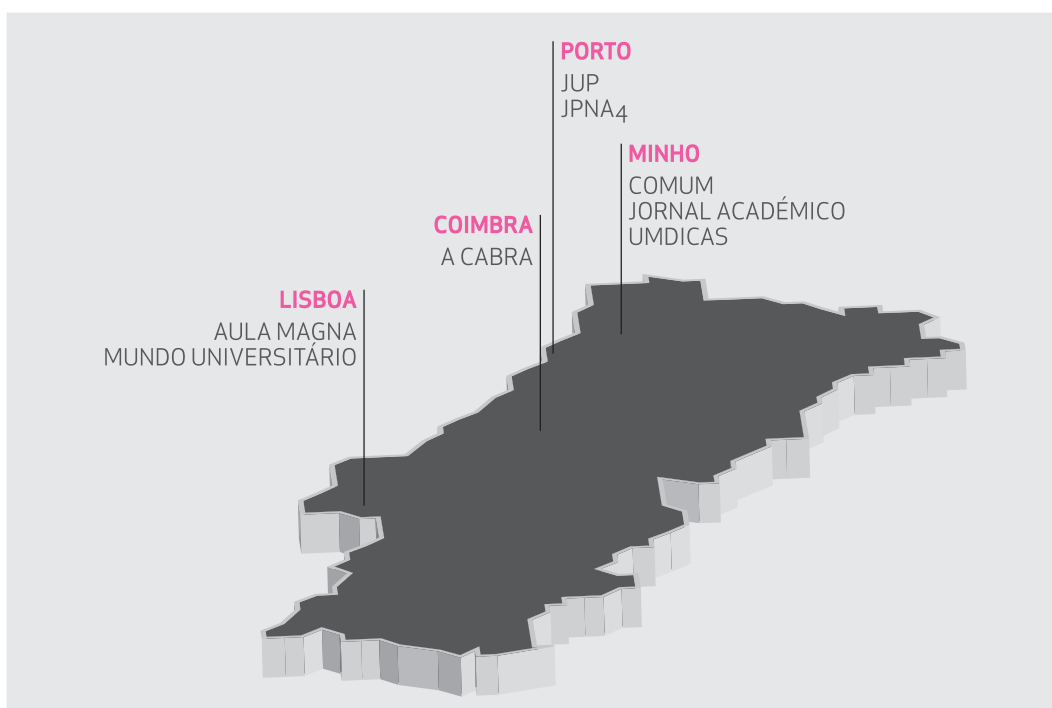 PORTO
JUP
JPNA4
MINHO
COMUM
JORNAL ACADÉMICO
UMDICAS
COIMBRA
A CABRA
LISBOA
AULA MAGNA
MUNDO UNIVERSITÁRIO